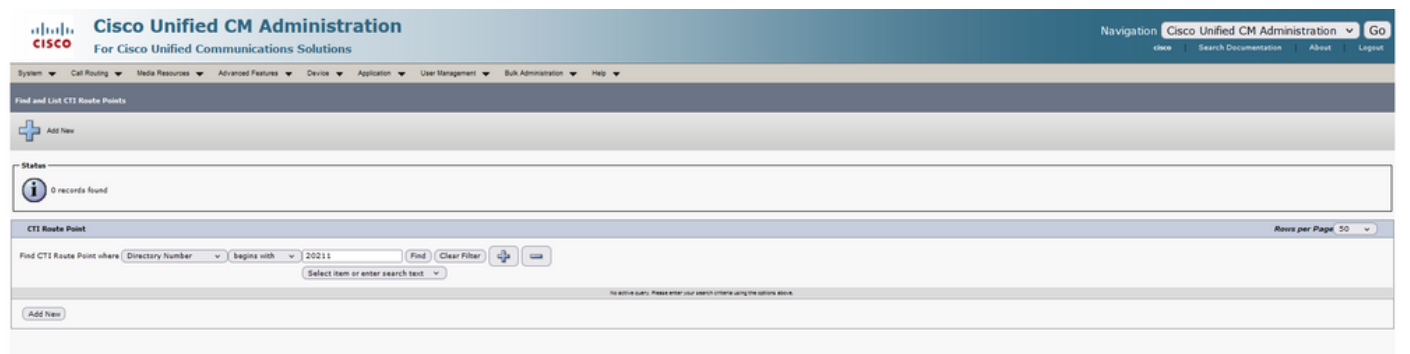 CISCO
Cisco Unified CM Administration
For Cisco Unified Communications Solutions
Navigation Cisco Unified CM Administration Go
cisco | Search Documentation | About | Logout
System Call Routing Media Resources Advanced Features Device Application User Management Bulk Administration Help
Find and List CTI Route Points
Add New
Status
0 records found
CTI Route Point
Rows per Page 50
Find CTI Route Point where Directory Number begins with 20211 Find Clear Filter
Select item or enter search text
No active query. Please enter your search criteria using the options above.
Add New